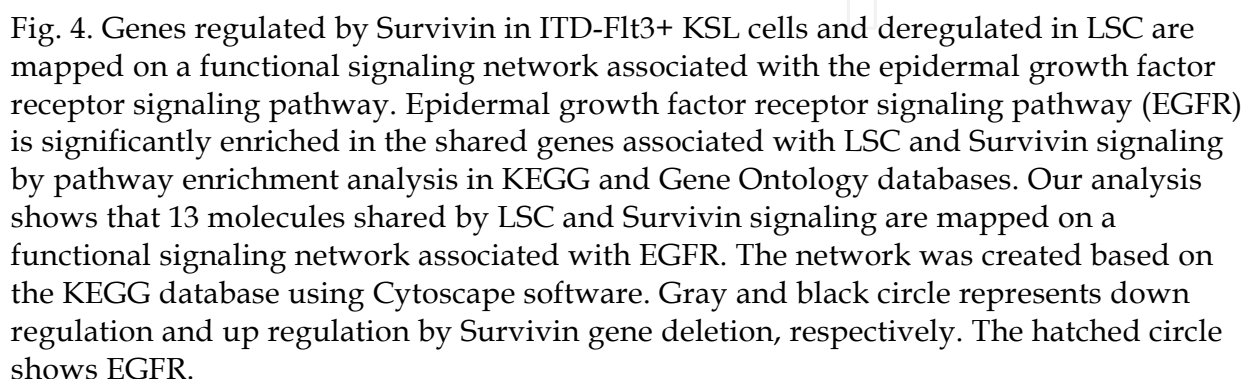 Fig. 4. Genes regulated by Survivin in ITD-Flt3+ KSL cells and deregulated in LSC are
mapped on a functional signaling network associated with the epidermal growth factor
receptor signaling pathway. Epidermal growth factor receptor signaling pathway (EGFR)
is significantly enriched in the shared genes associated with LSC and Survivin signaling
by pathway enrichment analysis in KEGG and Gene Ontology databases. Our analysis
shows that 13 molecules shared by LSC and Survivin signaling are mapped on a
functional signaling network associated with EGFR. The network was created based on
the KEGG database using Cytoscape software. Gray and black circle represents down
regulation and up regulation by Survivin gene deletion, respectively. The hatched circle
shows EGFR.